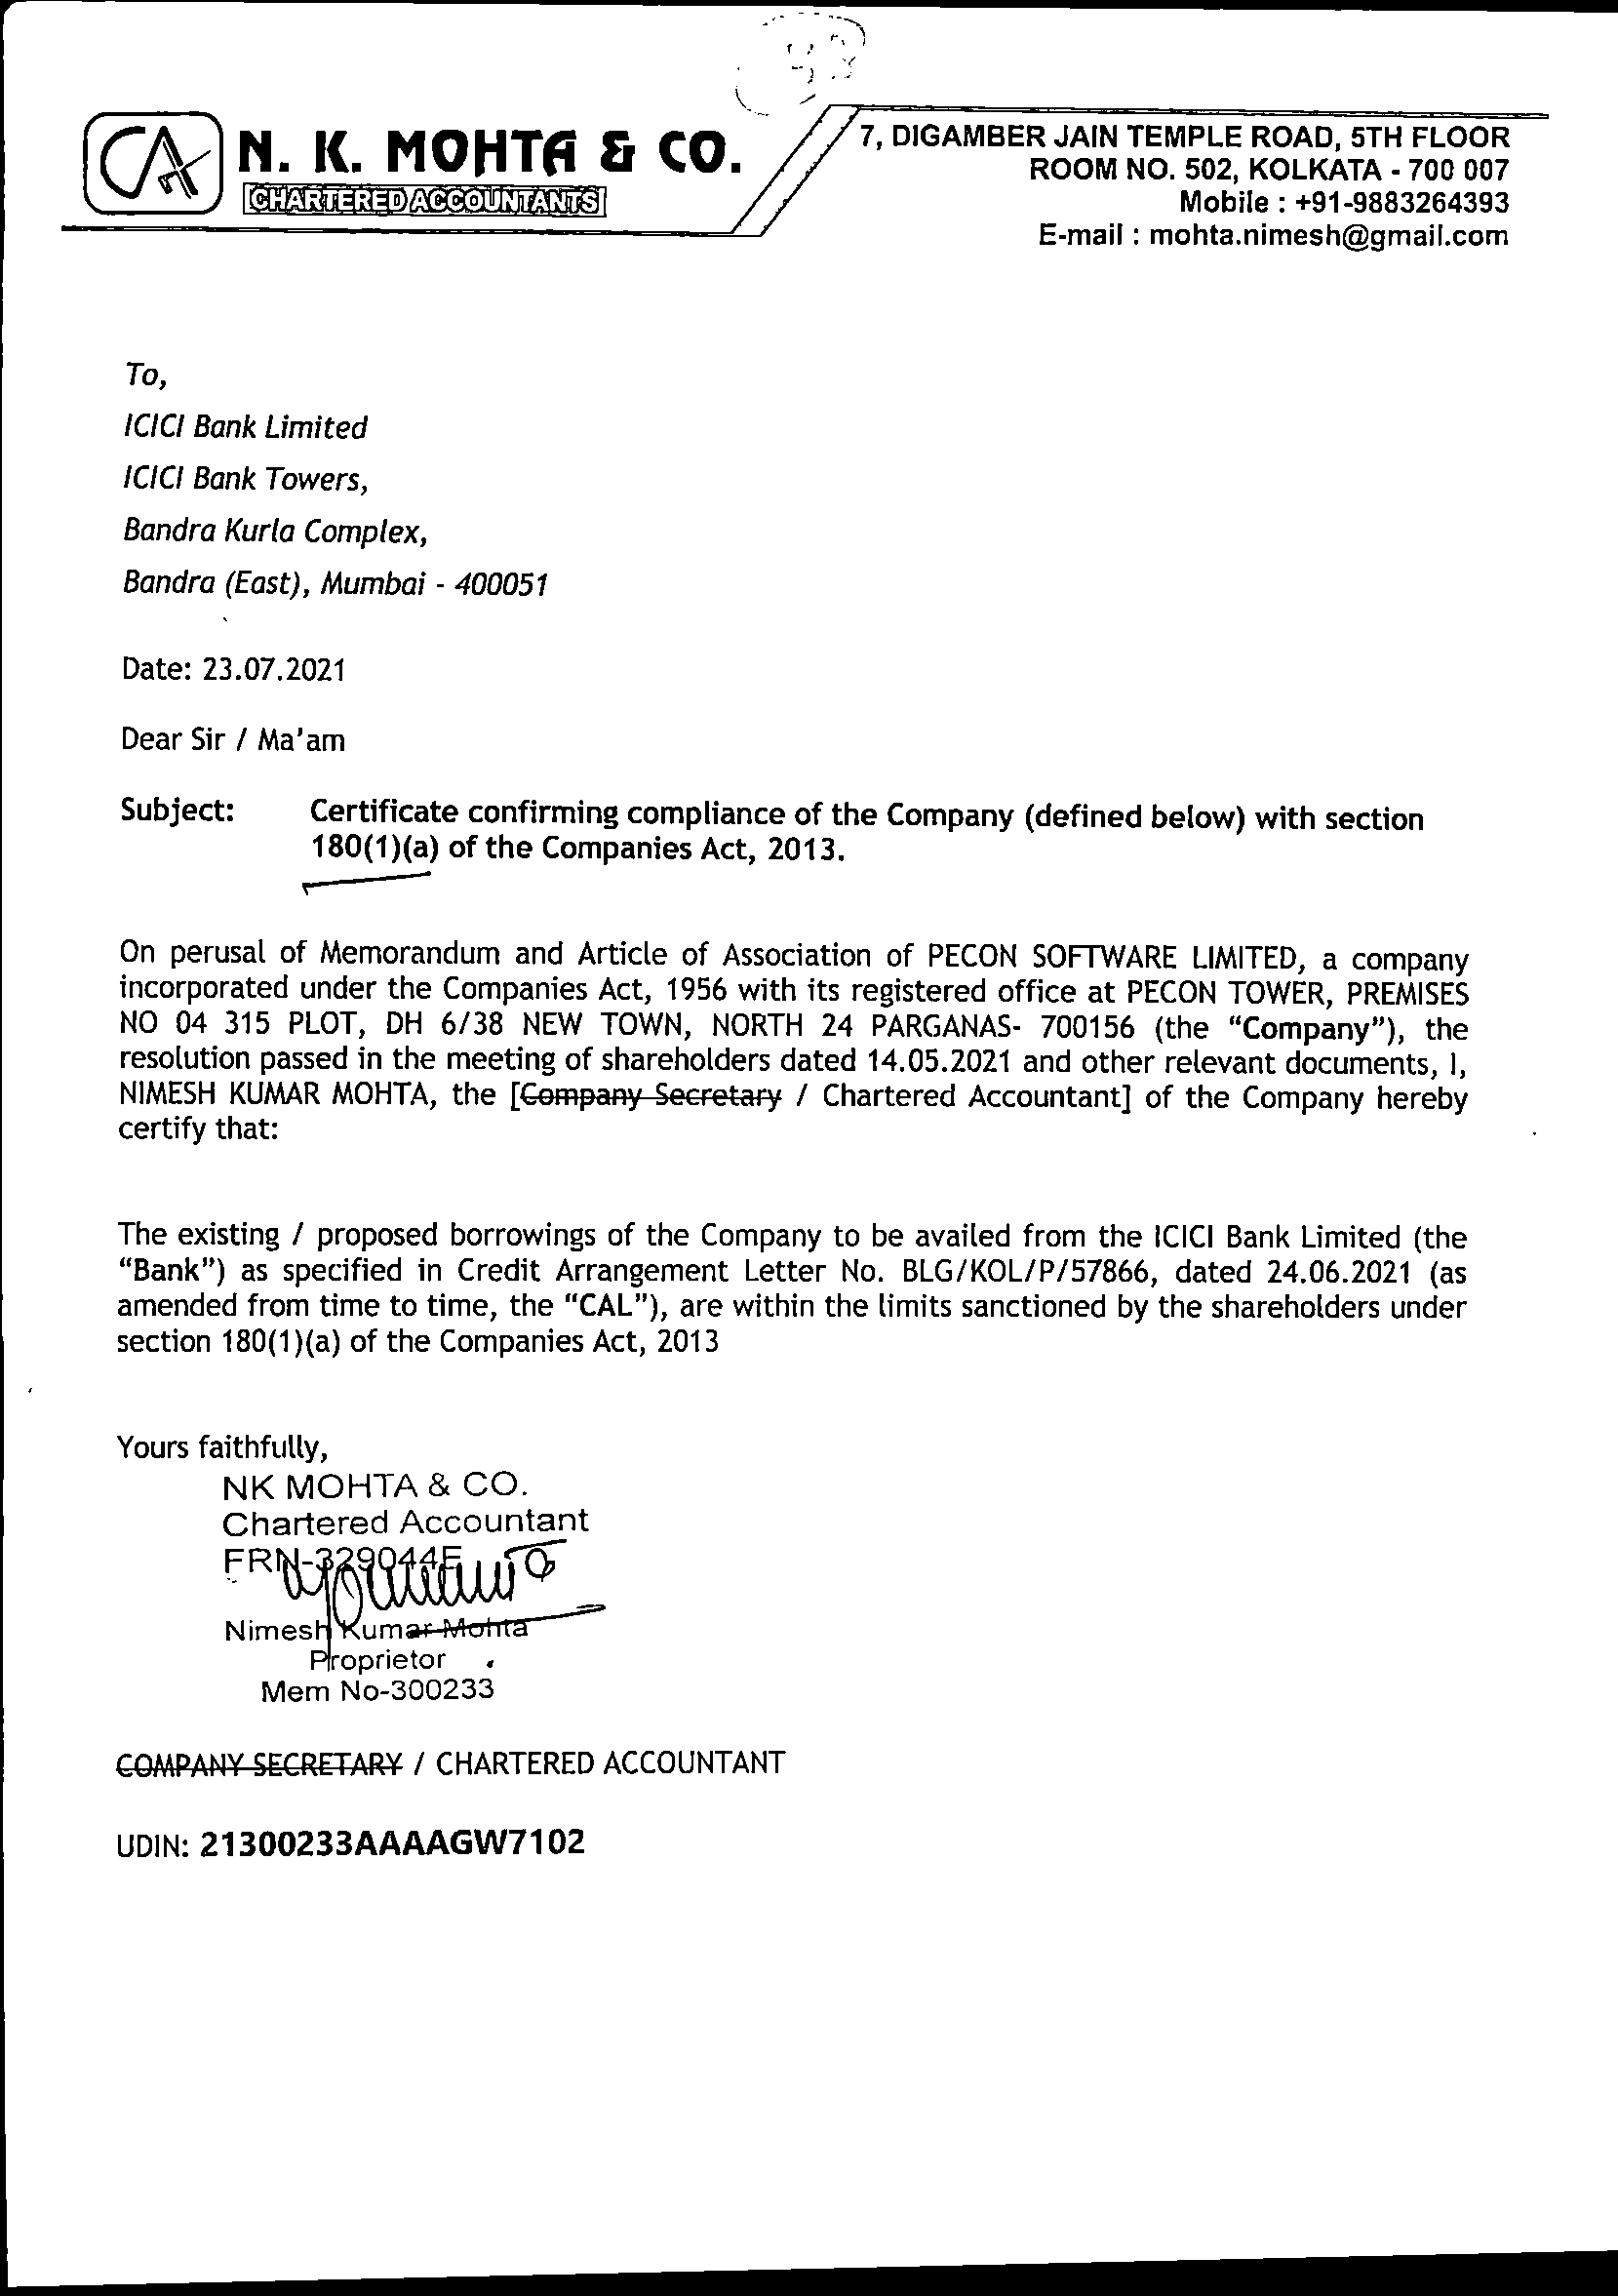 CA N. K. MOHTA & CO.
CHARTERED ACCOUNTANTS
7, DIGAMBER JAIN TEMPLE ROAD, 5TH FLOOR
ROOM NO. 502, KOLKATA - 700 007
Mobile : +91-9883264393
E-mail : mohta.nimesh@gmail.com
To,
ICICI Bank Limited
ICICI Bank Towers,
Bandra Kurla Complex,
Bandra (East), Mumbai - 400051
Date: 23.07.2021
Dear Sir / Ma'am
Subject: Certificate confirming compliance of the Company (defined below) with section
180(1)(a) of the Companies Act, 2013.
On perusal of Memorandum and Article of Association of PECON SOFTWARE LIMITED, a company
incorporated under the Companies Act, 1956 with its registered office at PECON TOWER, PREMISES
NO 04 315 PLOT, DH 6/38 NEW TOWN, NORTH 24 PARGANAS- 700156 (the “Company”), the
resolution passed in the meeting of shareholders dated 14.05.2021 and other relevant documents, I,
NIMESH KUMAR MOHTA, the [Company Secretary / Chartered Accountant] of the Company hereby
certify that:
The existing / proposed borrowings of the Company to be availed from the ICICI Bank Limited (the
“Bank”) as specified in Credit Arrangement Letter No. BLG/KOL/P/57866, dated 24.06.2021 (as
amended from time to time, the “CAL”), are within the limits sanctioned by the shareholders under
section 180(1)(a) of the Companies Act, 2013
Yours faithfully,
NK MOHTA & CO.
Chartered Accountant
FRN-329044E
Nimesh Kumar Mohta
Proprietor
Mem No-300233
COMPANY SECRETARY / CHARTERED ACCOUNTANT
UDIN: 21300233AAAAGW7102